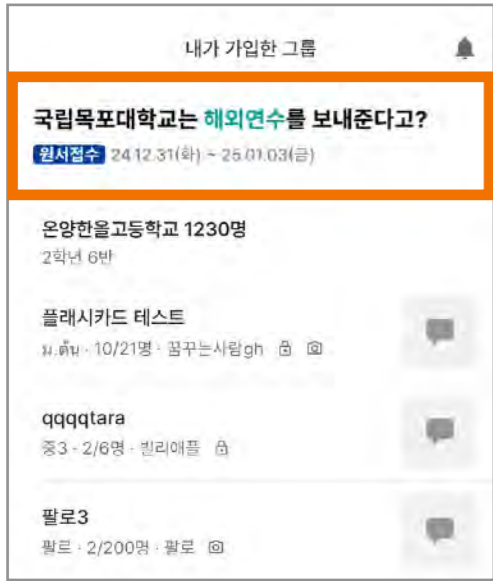 내가 가입한 그룹
국립목포대학교는 해외연수를 보내준다고?
원서접수 24.12.31(화) ~ 25.01.03(금)
온양한올고등학교 1230명
2학년 6반
플래시카드 테스트
ม.ต้น · 10/21명 · 꿈꾸는사람gh
qqqqtara
중3 · 2/6명 · 빌리애플
팔로3
팔로 · 2/200명 · 팔로